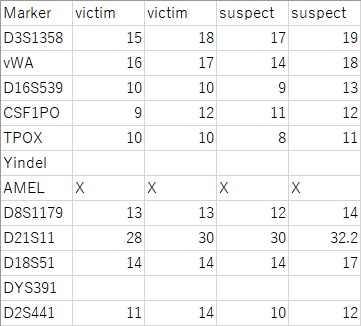 Marker victim victim suspect suspect
D3S1358 15 18 17 19
vWA 16 17 14 18
D16S539 10 10 9 13
CSF1PO 9 12 11 12
TPOX 10 10 8 11
Yindel
AMEL X X X X
D8S1179 13 13 12 14
D21S11 28 30 30 32.2
D18S51 14 14 14 17
DYS391
D2S441 11 14 10 12